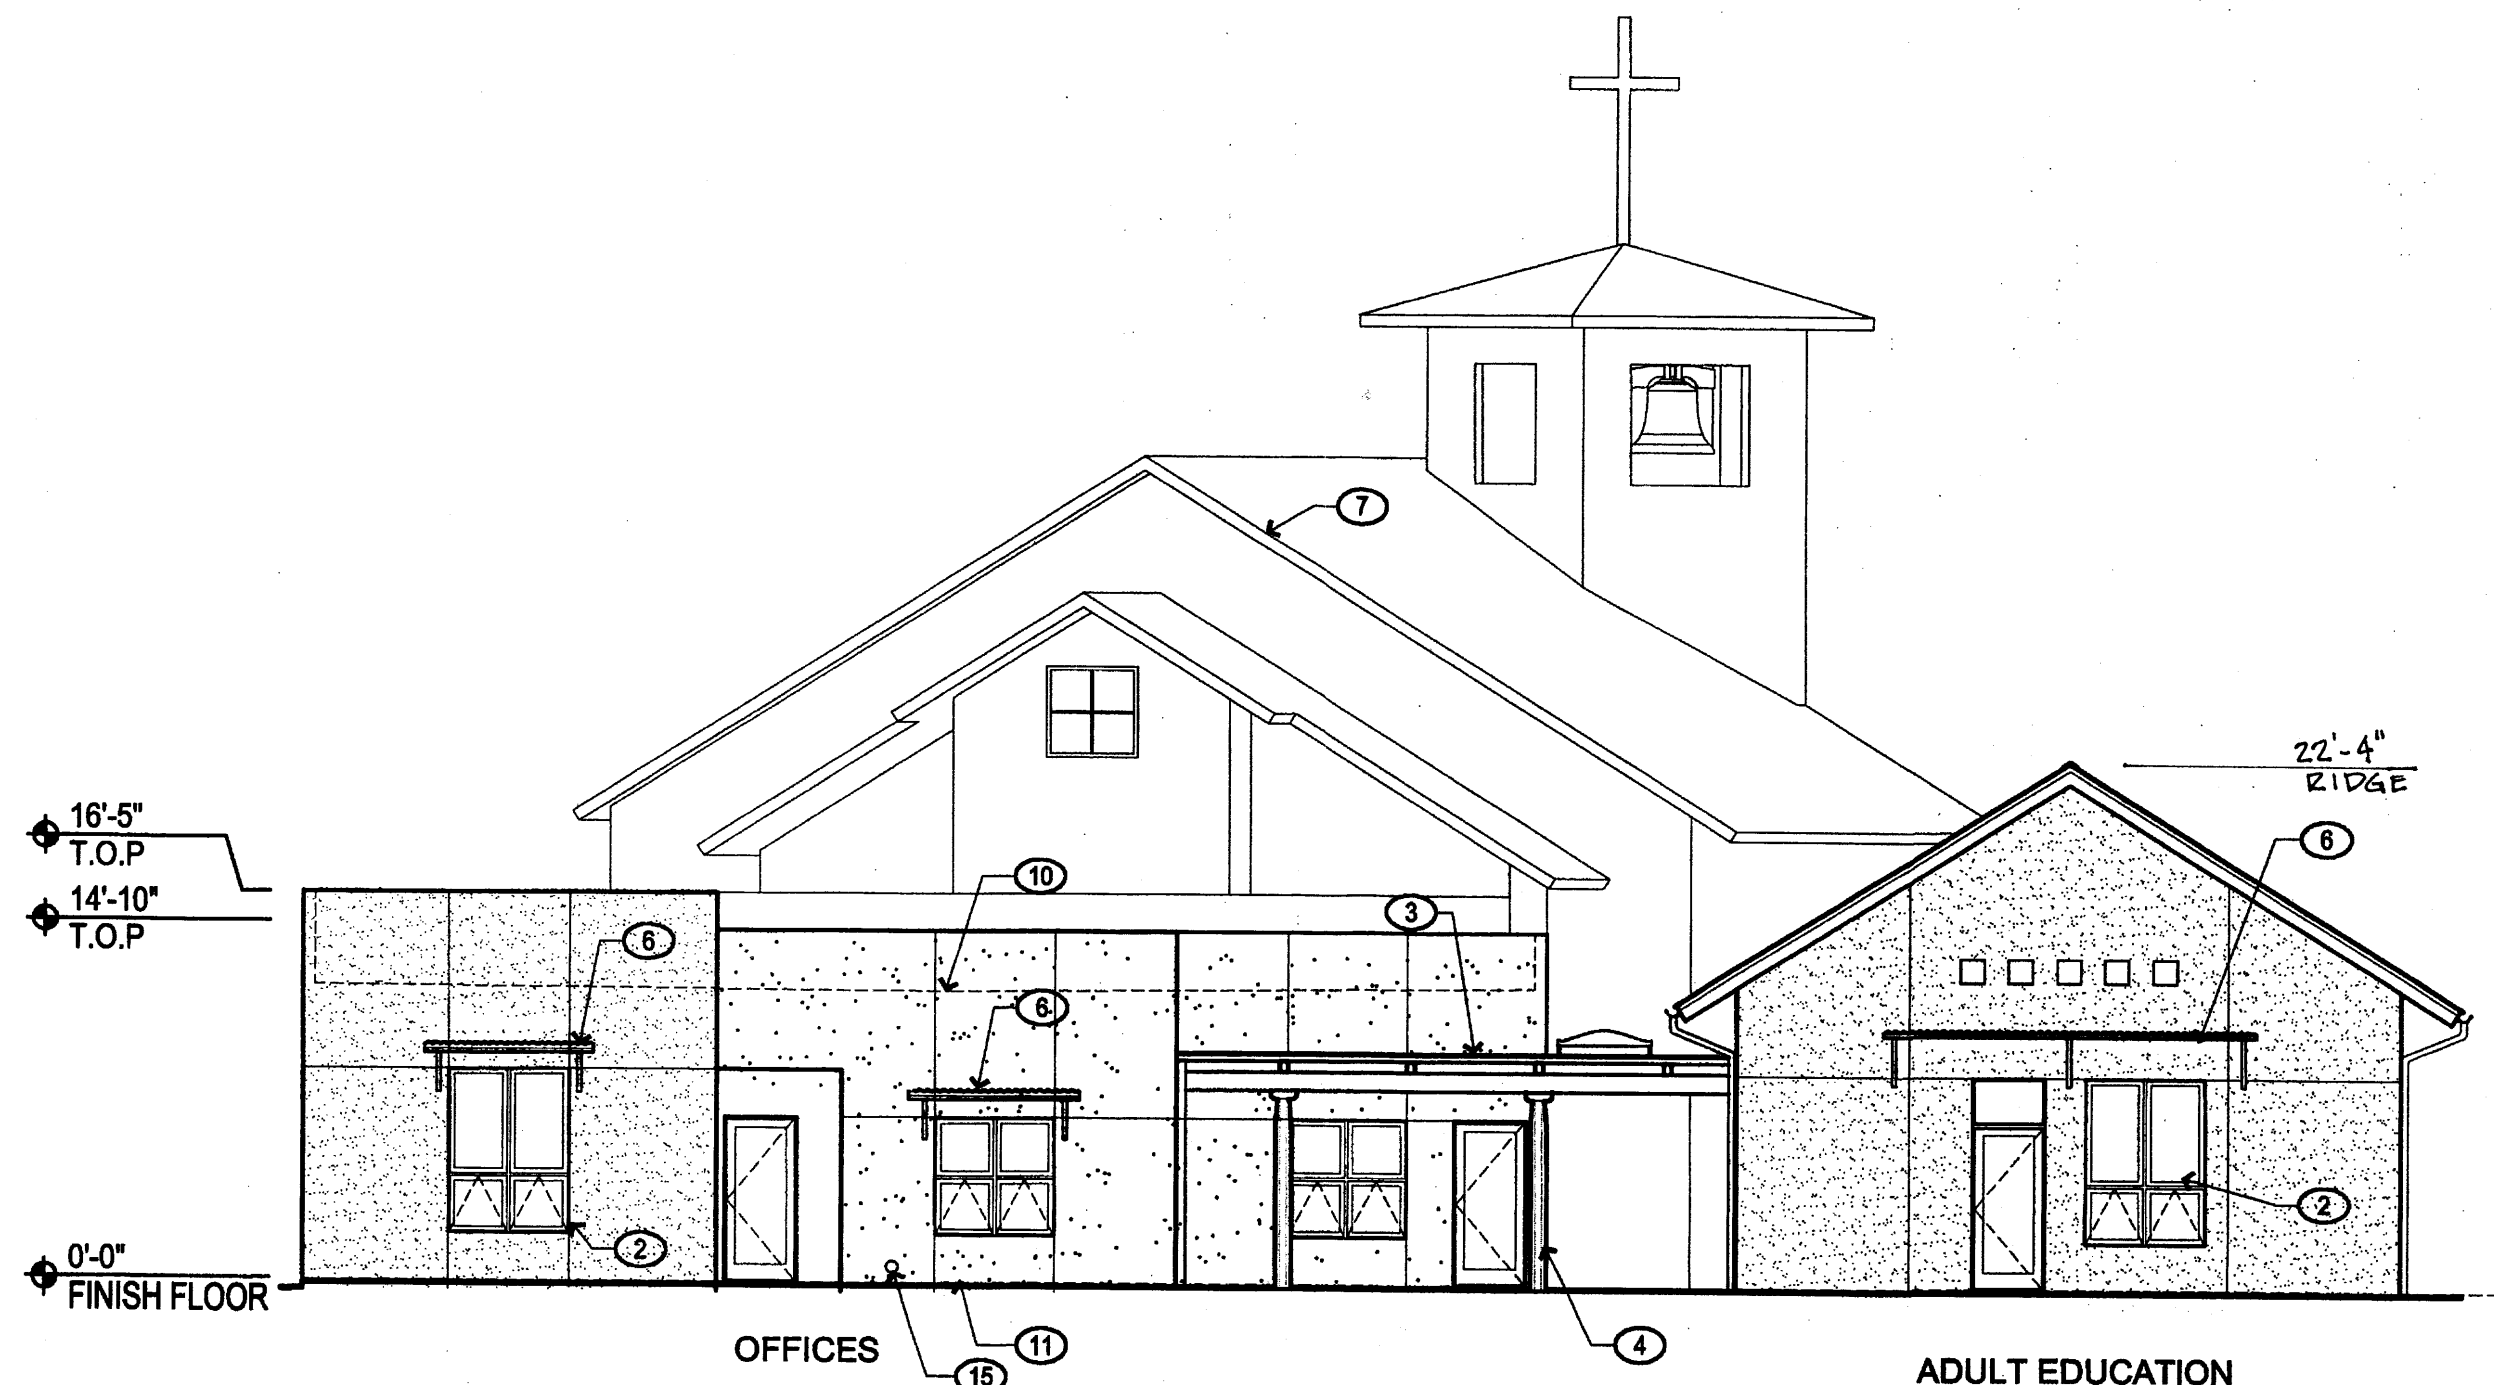 7
22'-4"
RIDGE
16'-5"
T.O.P
6
10
14'-10"
T.O.P
3
6
6
2
2
0'-0"
FINISH FLOOR
OFFICES
11
4
15
ADULT EDUCATION